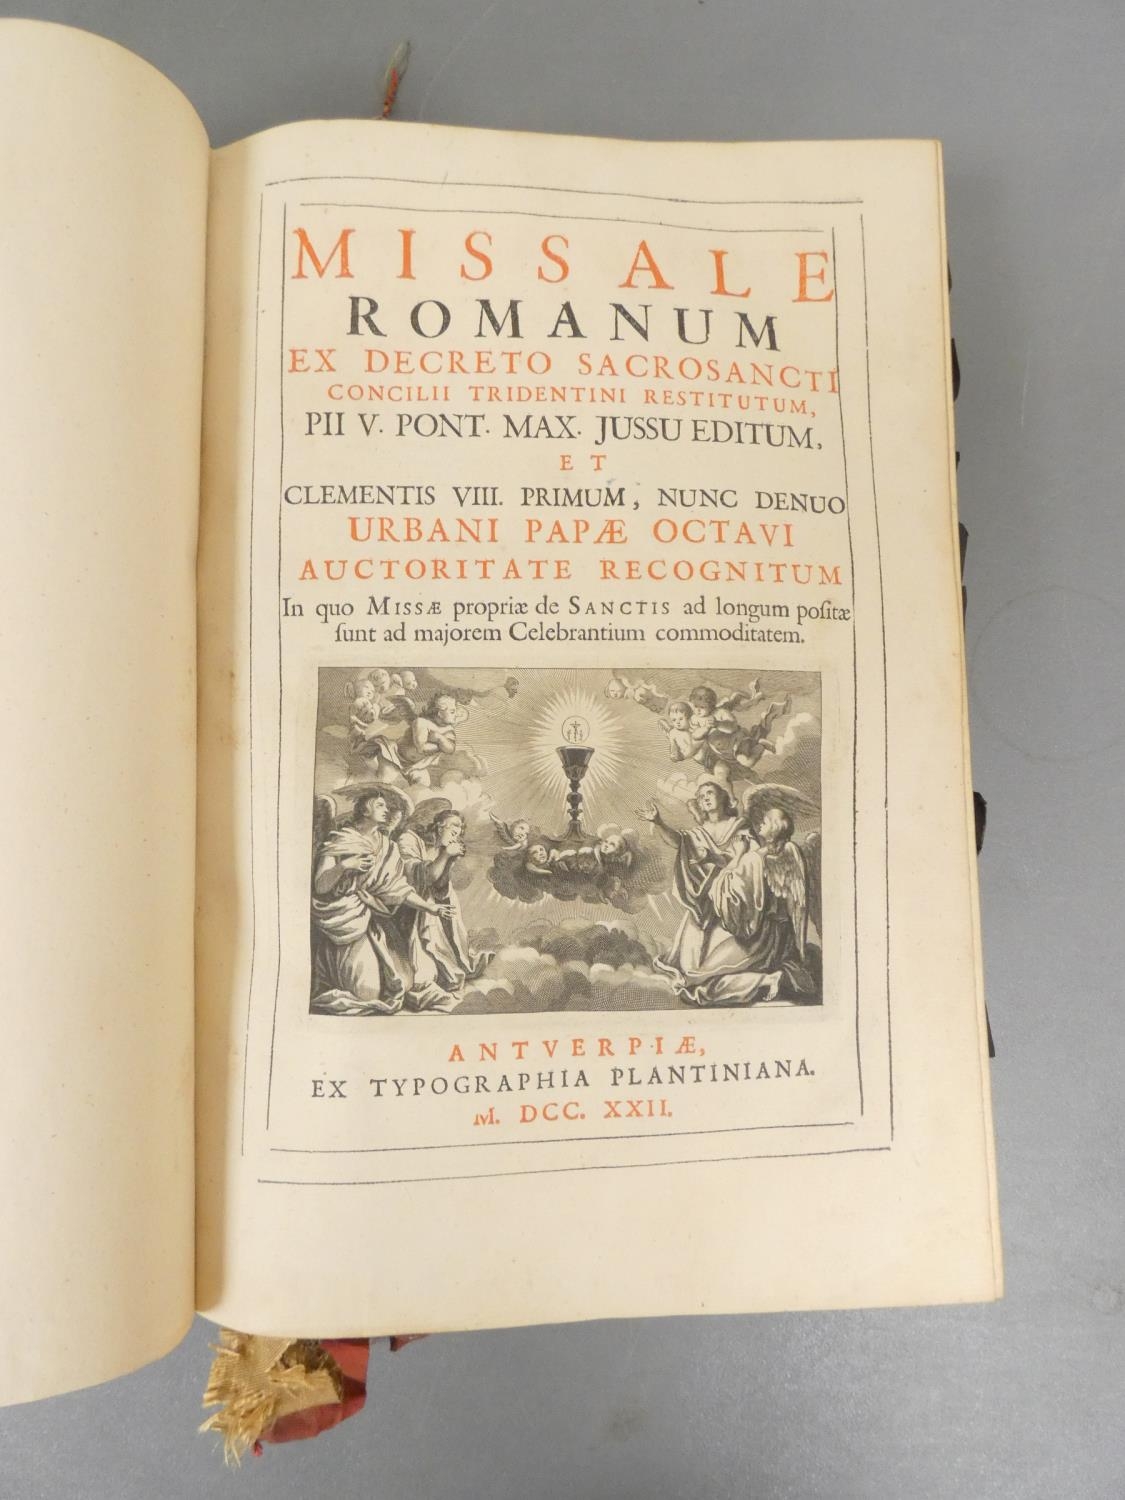 MISSALE
ROMANUM
EX DECRETO SACROSANCTI
CONCILII TRIDENTINI RESTITUTUM,
PII V. PONT. MAX. JUSSU EDITUM,
ET
CLEMENTIS VIII. PRIMUM, NUNC DENUO
URBANI PAPÆ OCTAVI
AUCTORITATE RECOGNITUM
In quo MISSÆ propriæ de SANCTIS ad longum poſitæ
ſunt ad majorem Celebrantium commoditatem.
ANTVERPIÆ,
EX TYPOGRAPHIA PLANTINIANA.
M. DCC. XXII.